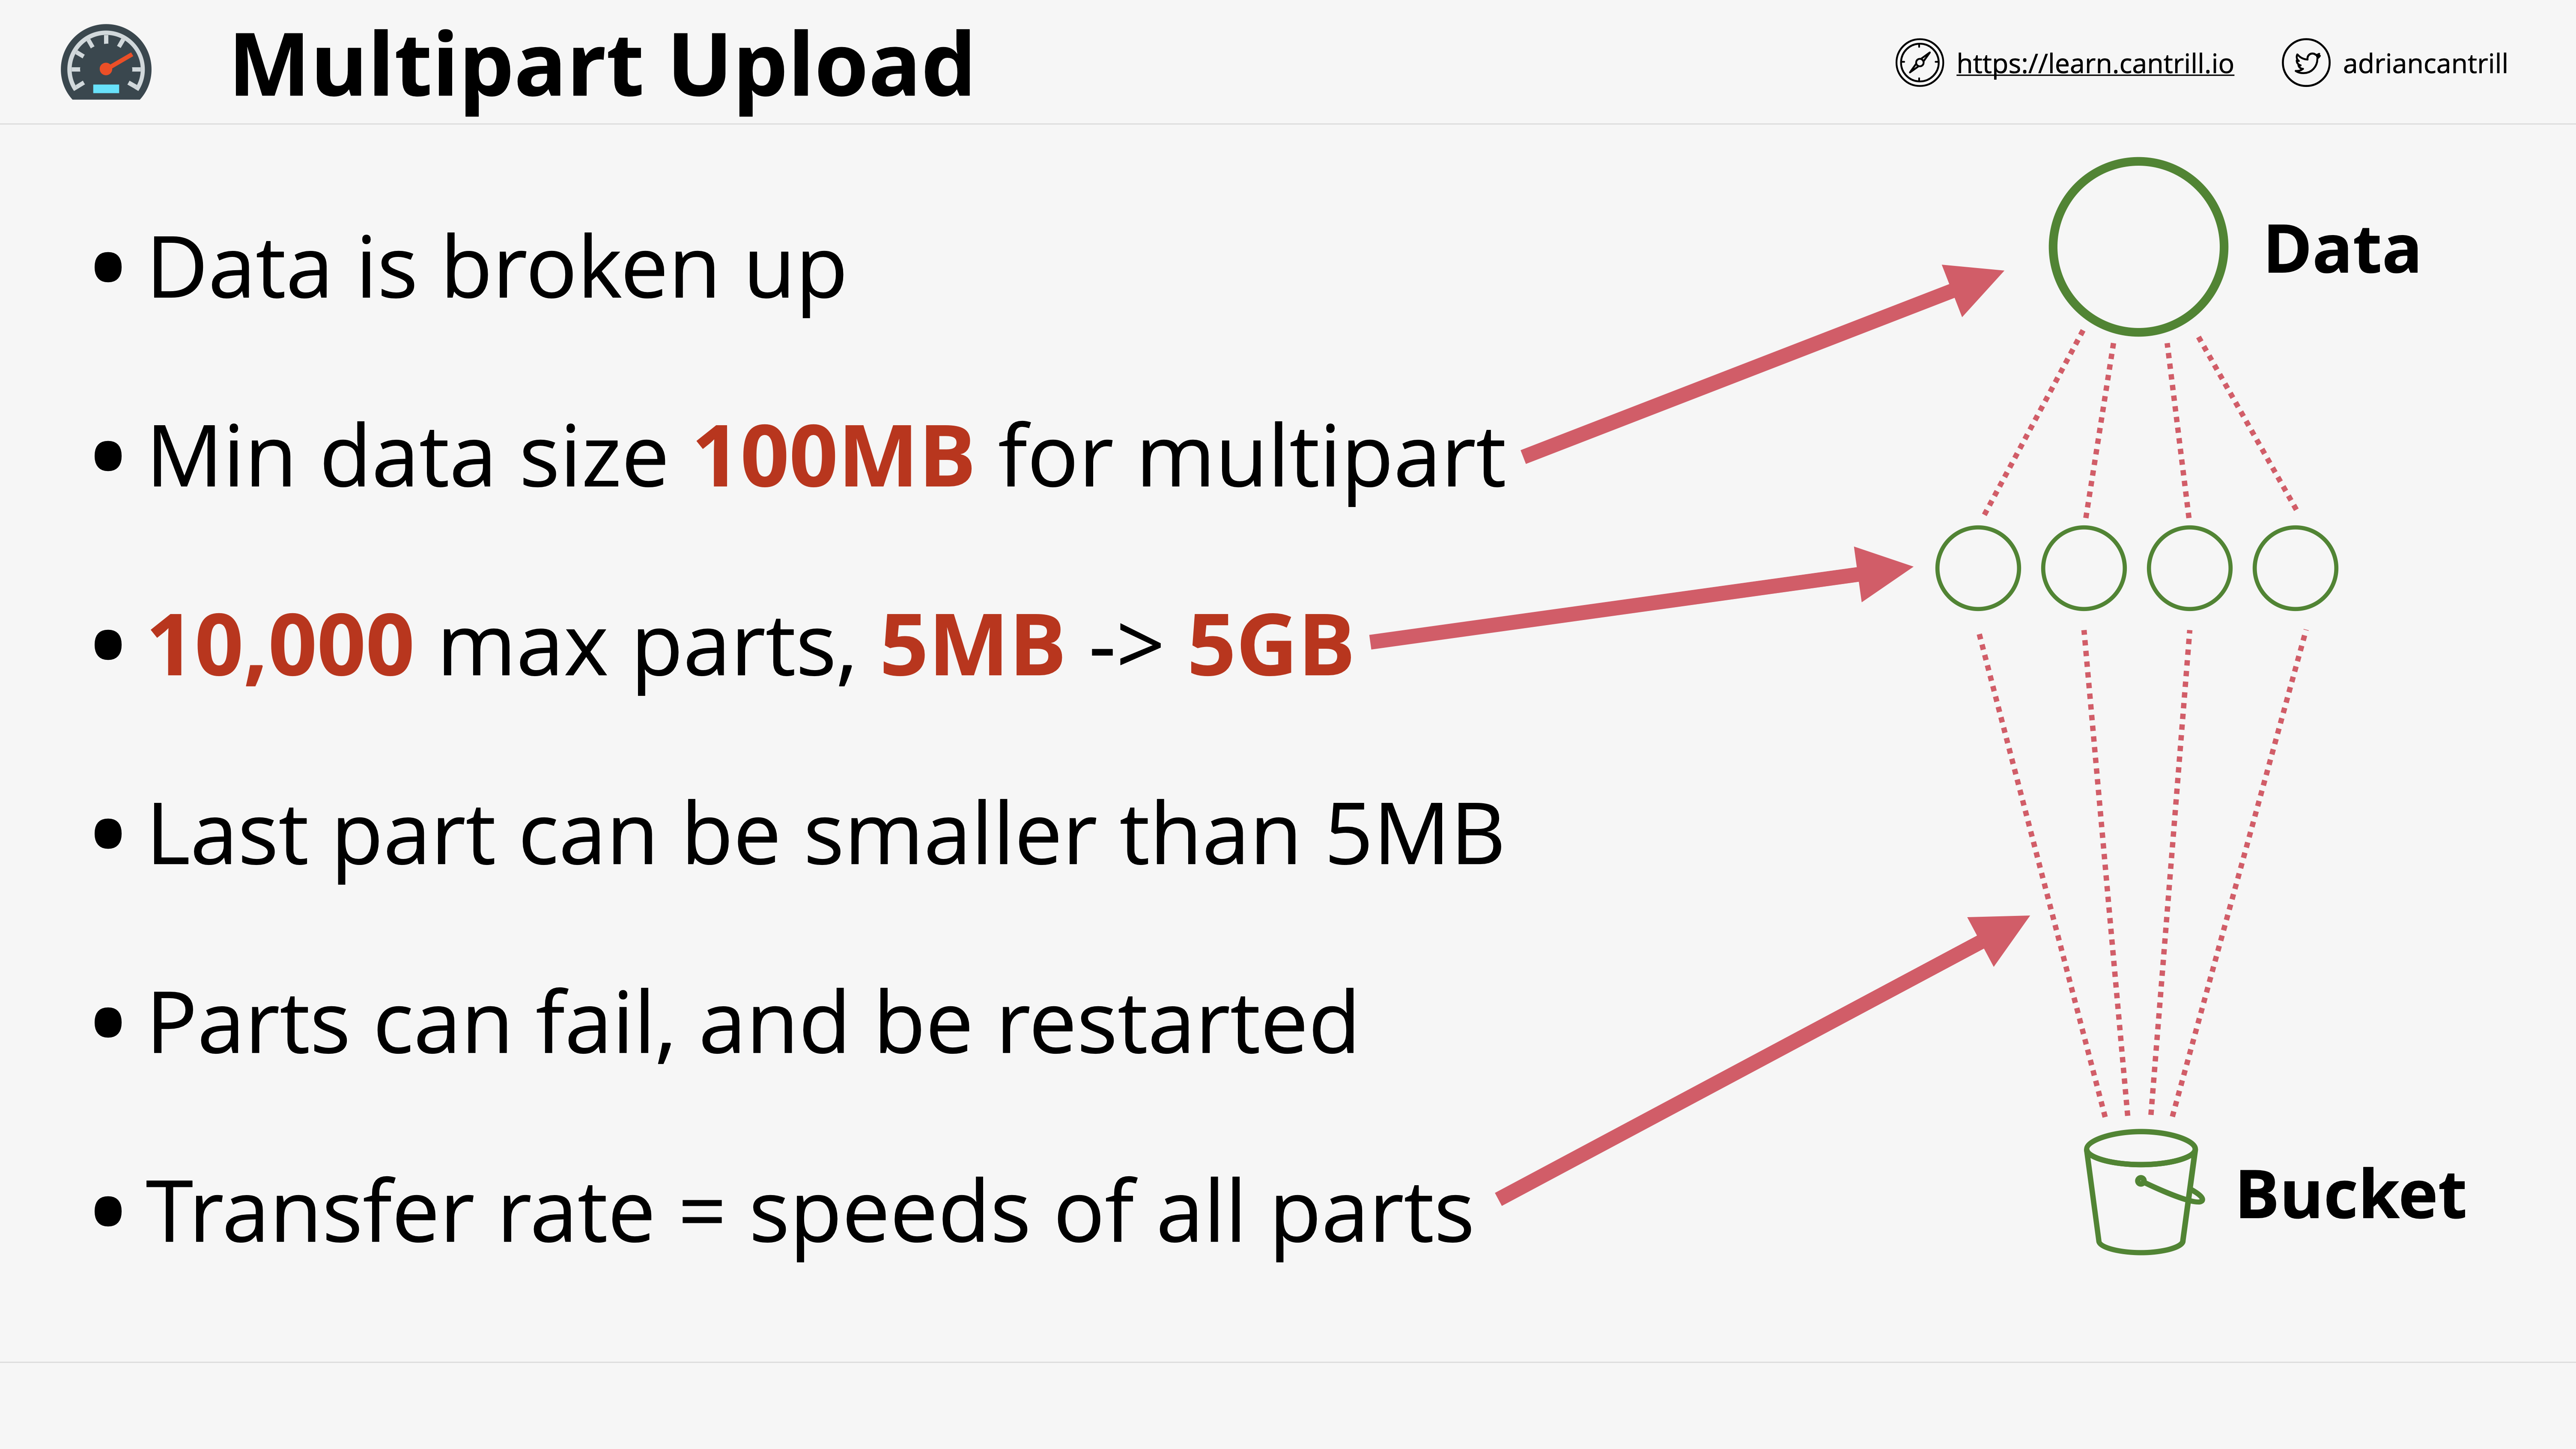 Multipart Upload
https://learn.cantrill.io
adriancantrill
• Data is broken up
• Min data size 100MB for multipart
• 10,000 max parts, 5MB -> 5GB
• Last part can be smaller than 5MB
• Parts can fail, and be restarted
• Transfer rate = speeds of all parts
Data
Bucket